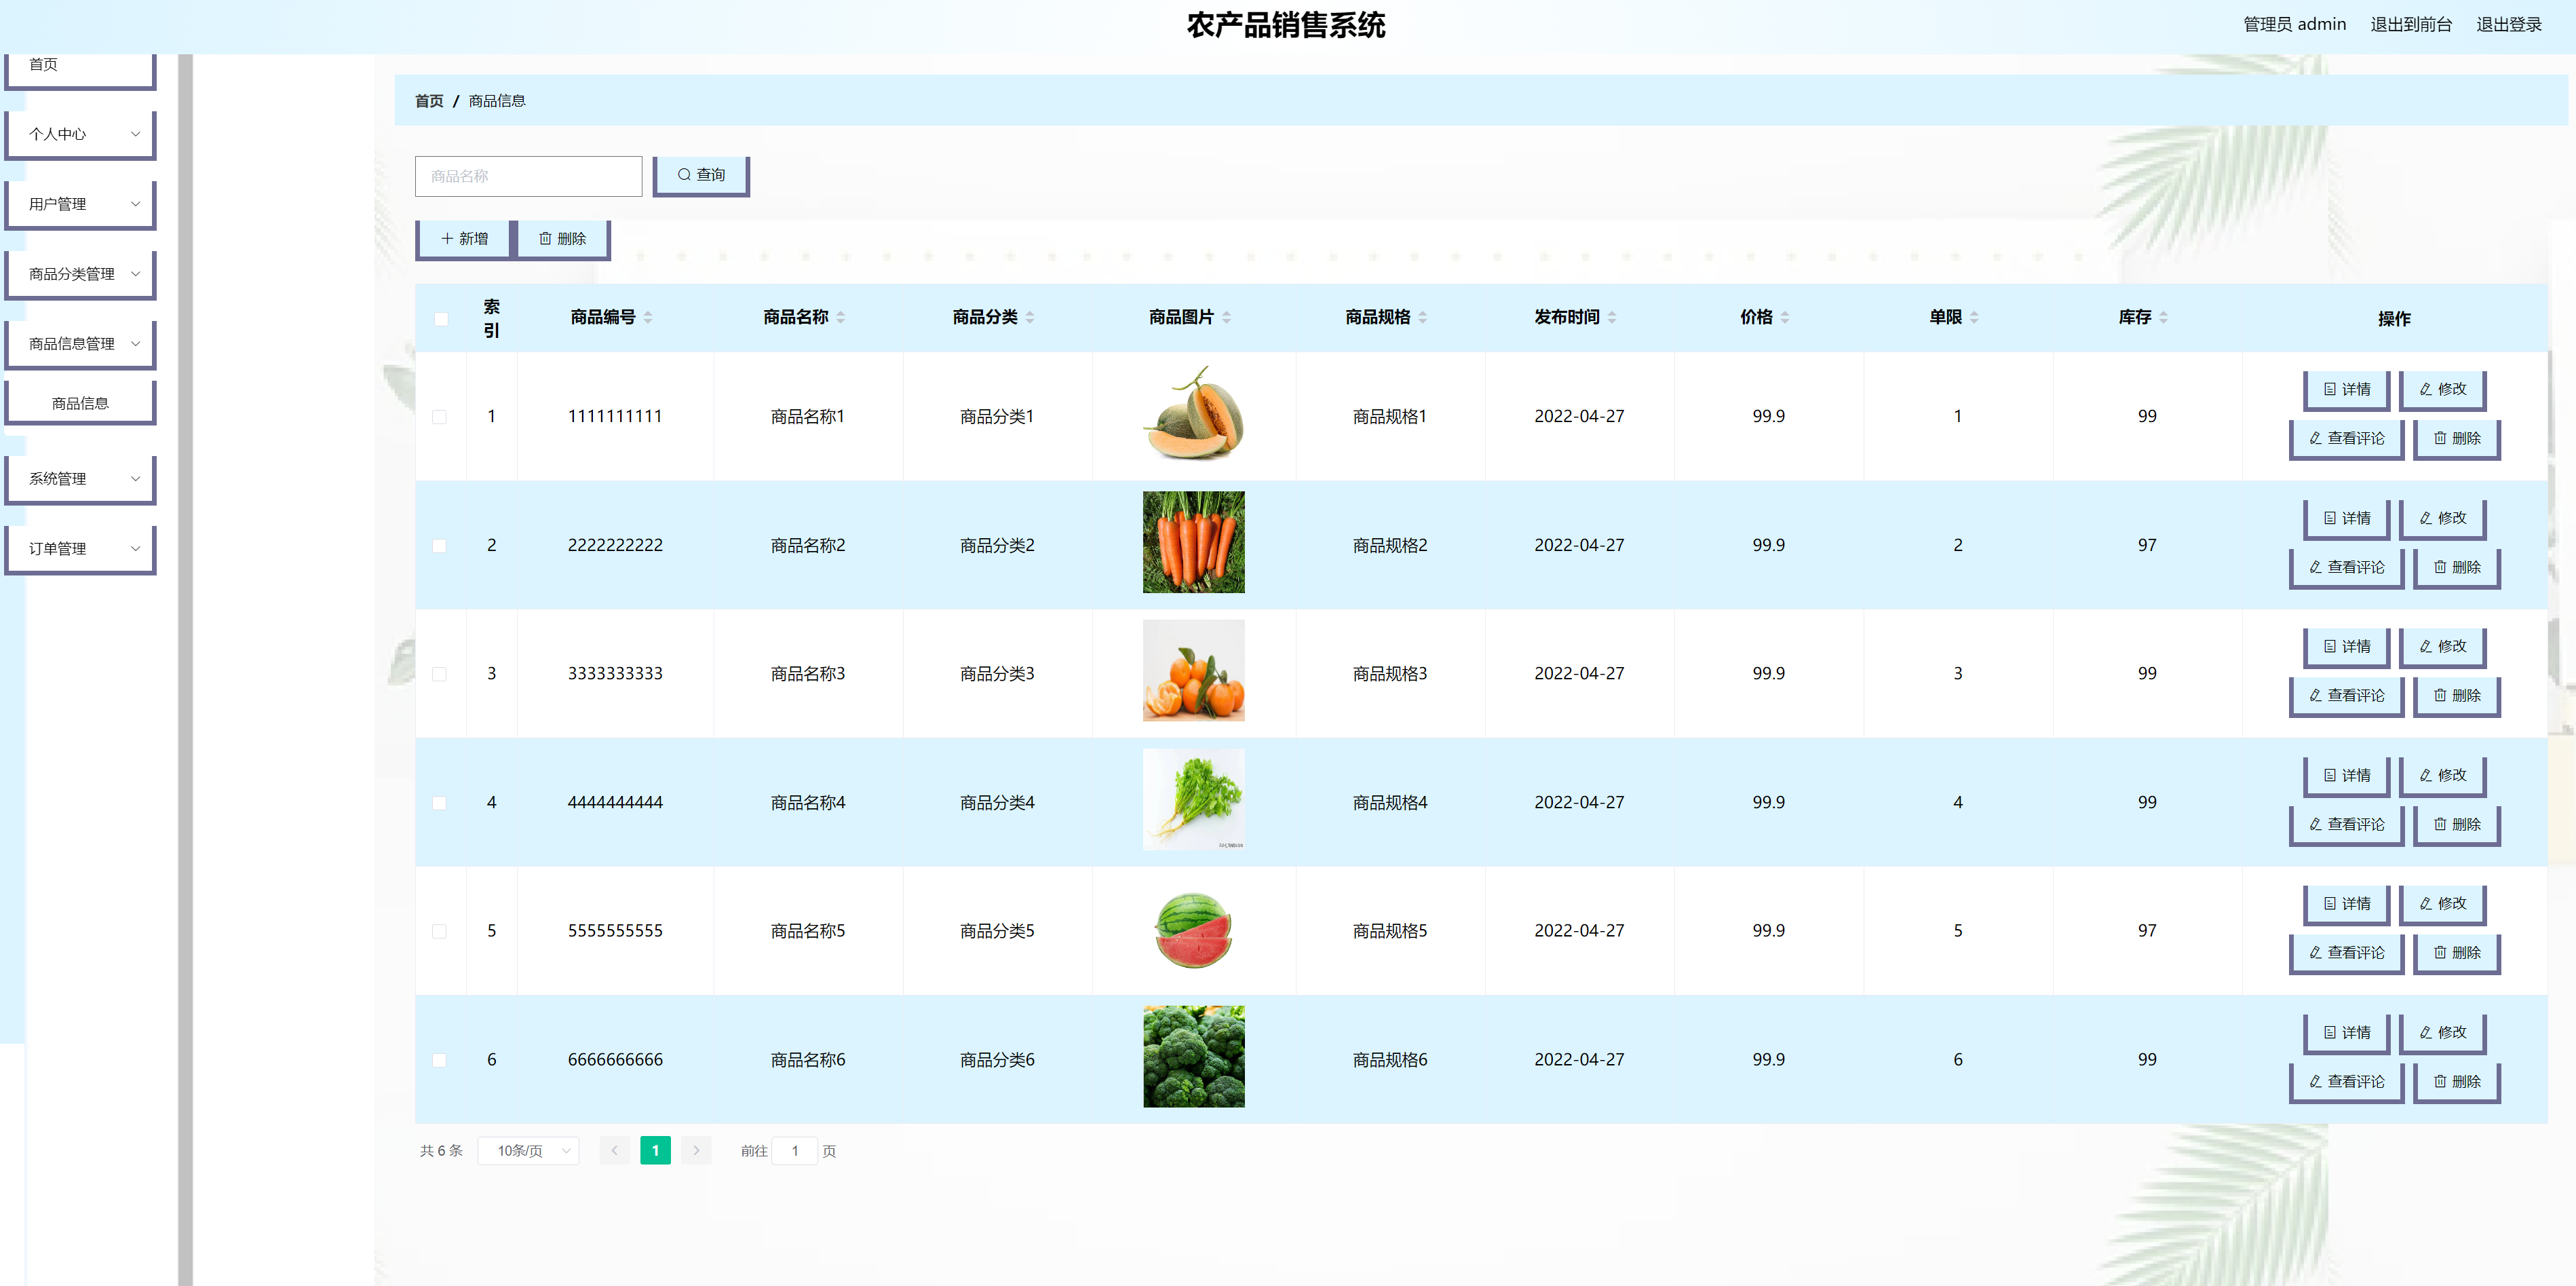 农产品销售系统
管理员 admin 退出到前台 退出登录
首页
个人中心
用户管理
商品分类管理
商品信息管理
商品信息
系统管理
订单管理
首页 / 商品信息
商品名称 查询
新增 删除
索引 商品编号 商品名称 商品分类 商品图片 商品规格 发布时间 价格 单限 库存 操作
1 1111111111 商品名称1 商品分类1 商品规格1 2022-04-27 99.9 1 99 详情 修改
查看评论 删除
2 2222222222 商品名称2 商品分类2 商品规格2 2022-04-27 99.9 2 97 详情 修改
查看评论 删除
3 3333333333 商品名称3 商品分类3 商品规格3 2022-04-27 99.9 3 99 详情 修改
查看评论 删除
4 4444444444 商品名称4 商品分类4 商品规格4 2022-04-27 99.9 4 99 详情 修改
查看评论 删除
5 5555555555 商品名称5 商品分类5 商品规格5 2022-04-27 99.9 5 97 详情 修改
查看评论 删除
6 6666666666 商品名称6 商品分类6 商品规格6 2022-04-27 99.9 6 99 详情 修改
查看评论 删除
共 6 条 10条/页 1 前往 1 页